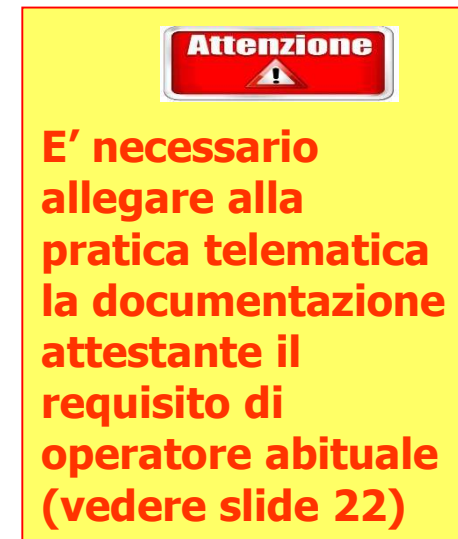 Attenzione
E’ necessario
allegare alla
pratica telematica
la documentazione
attestante il
requisito di
operatore abituale
(vedere slide 22)